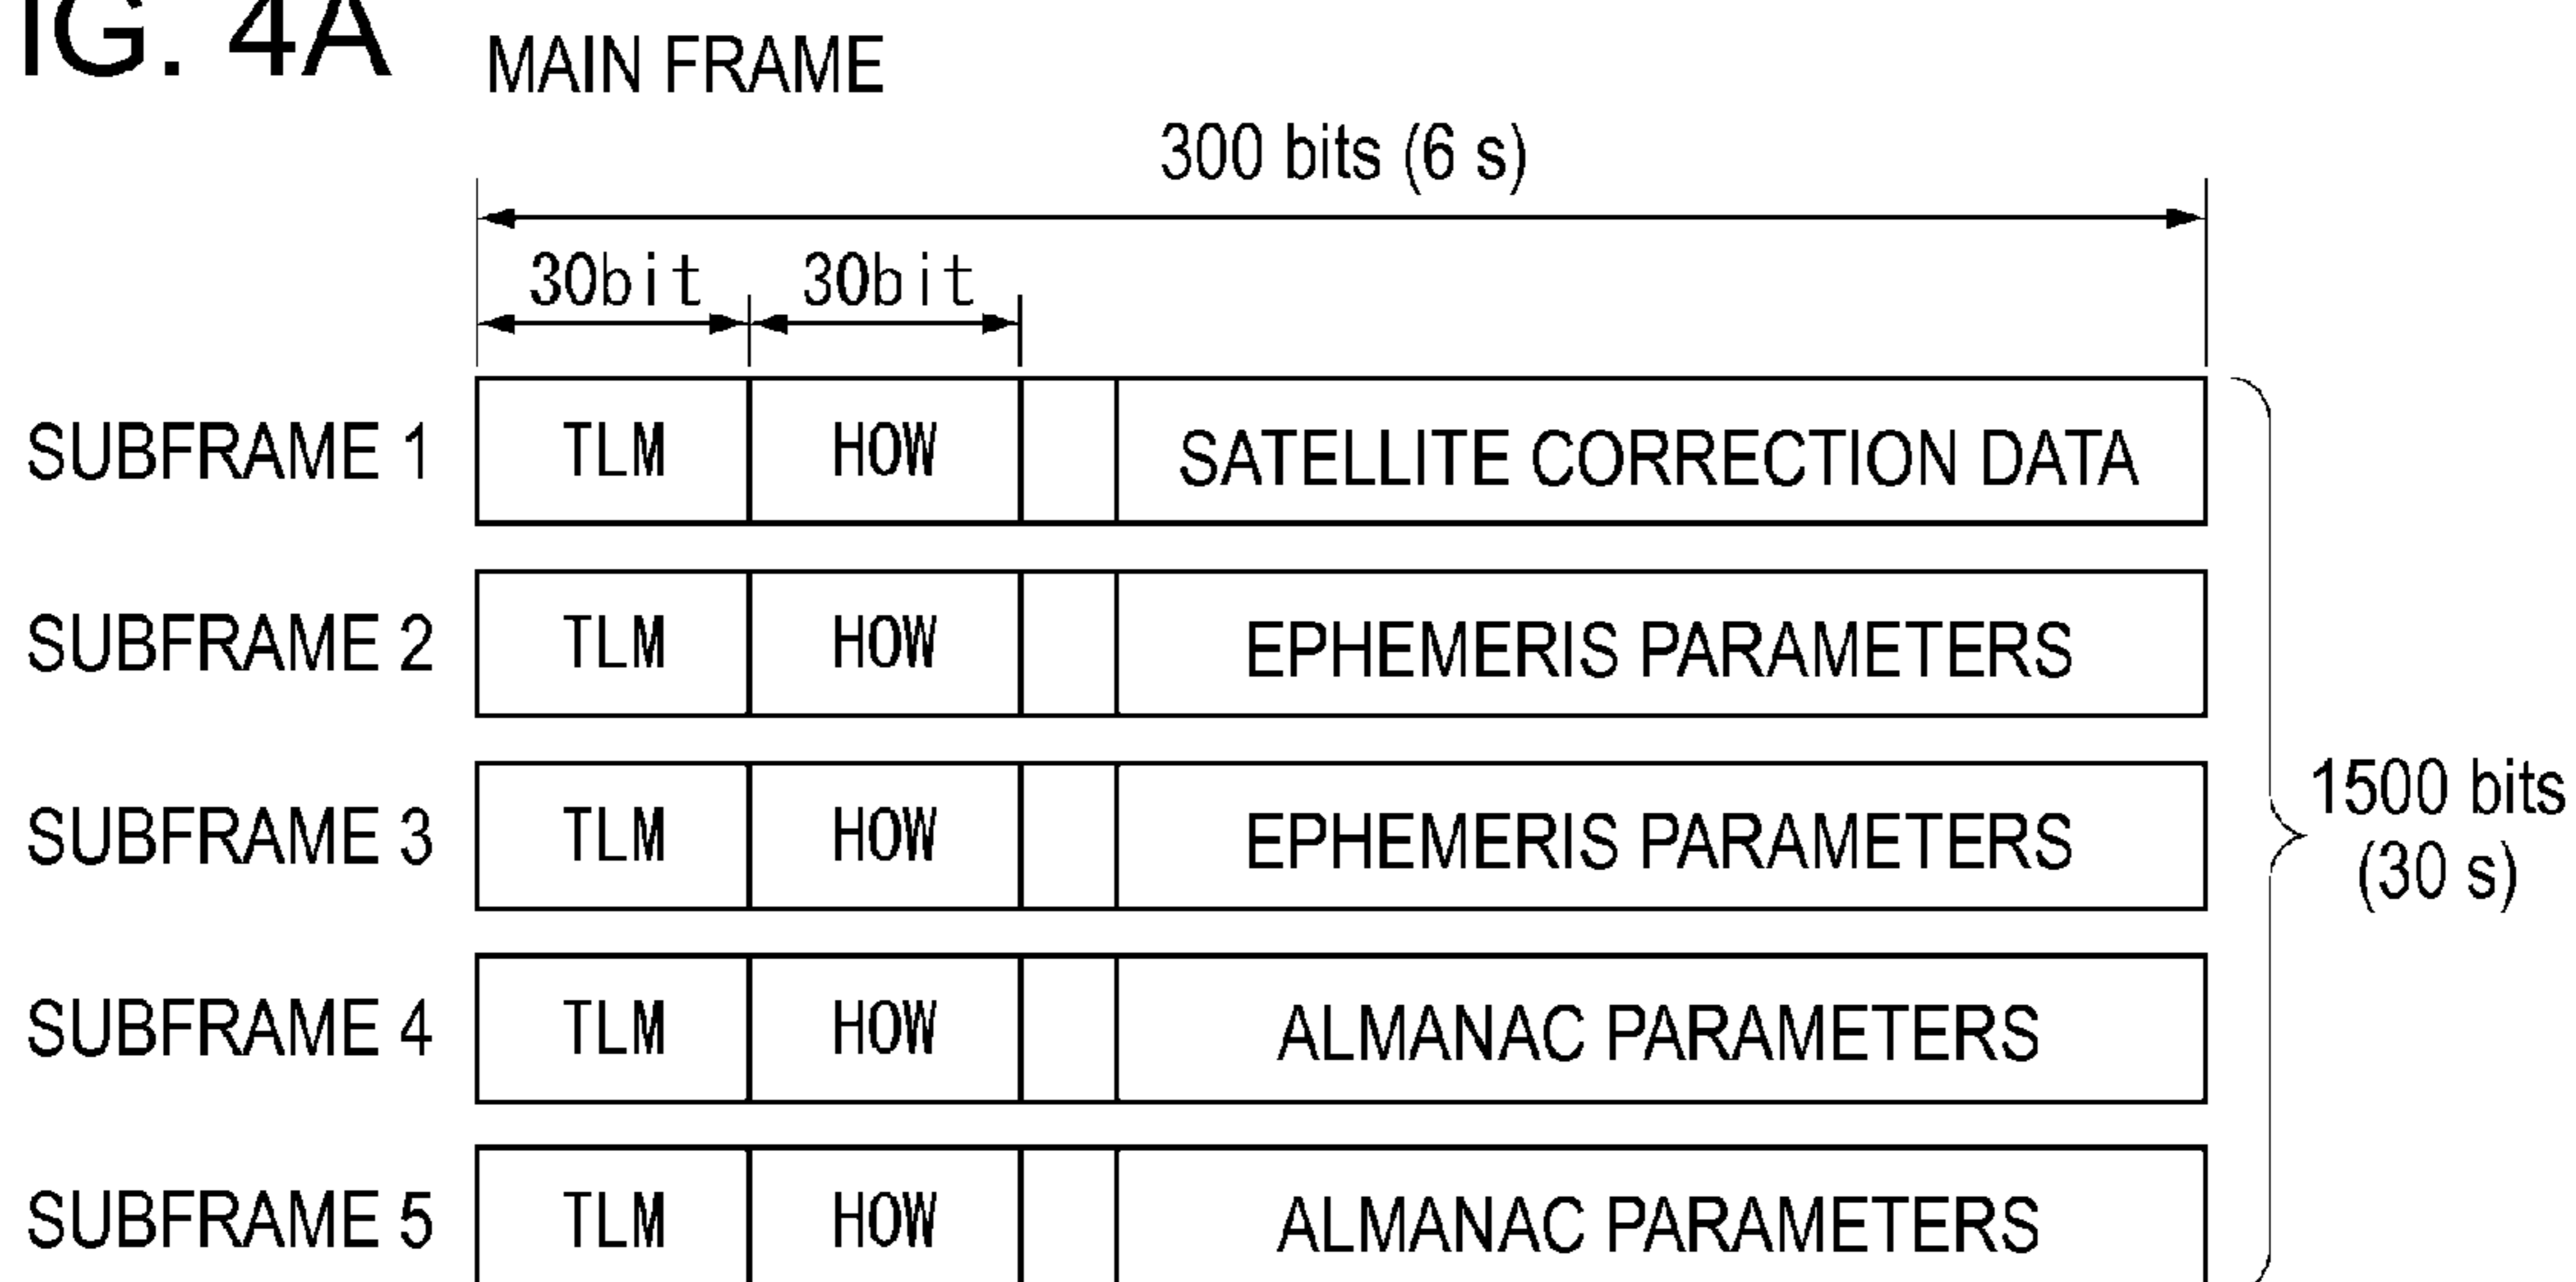 IG. 4A
MAIN FRAME
300 bits (6 s)
30bit 30bit
SUBFRAME 1 TLM HOW SATELLITE CORRECTION DATA
SUBFRAME 2 TLM HOW EPHEMERIS PARAMETERS
SUBFRAME 3 TLM HOW EPHEMERIS PARAMETERS
1500 bits
(30 s)
SUBFRAME 4 TLM HOW ALMANAC PARAMETERS
SUBFRAME 5 TLM HOW ALMANAC PARAMETERS